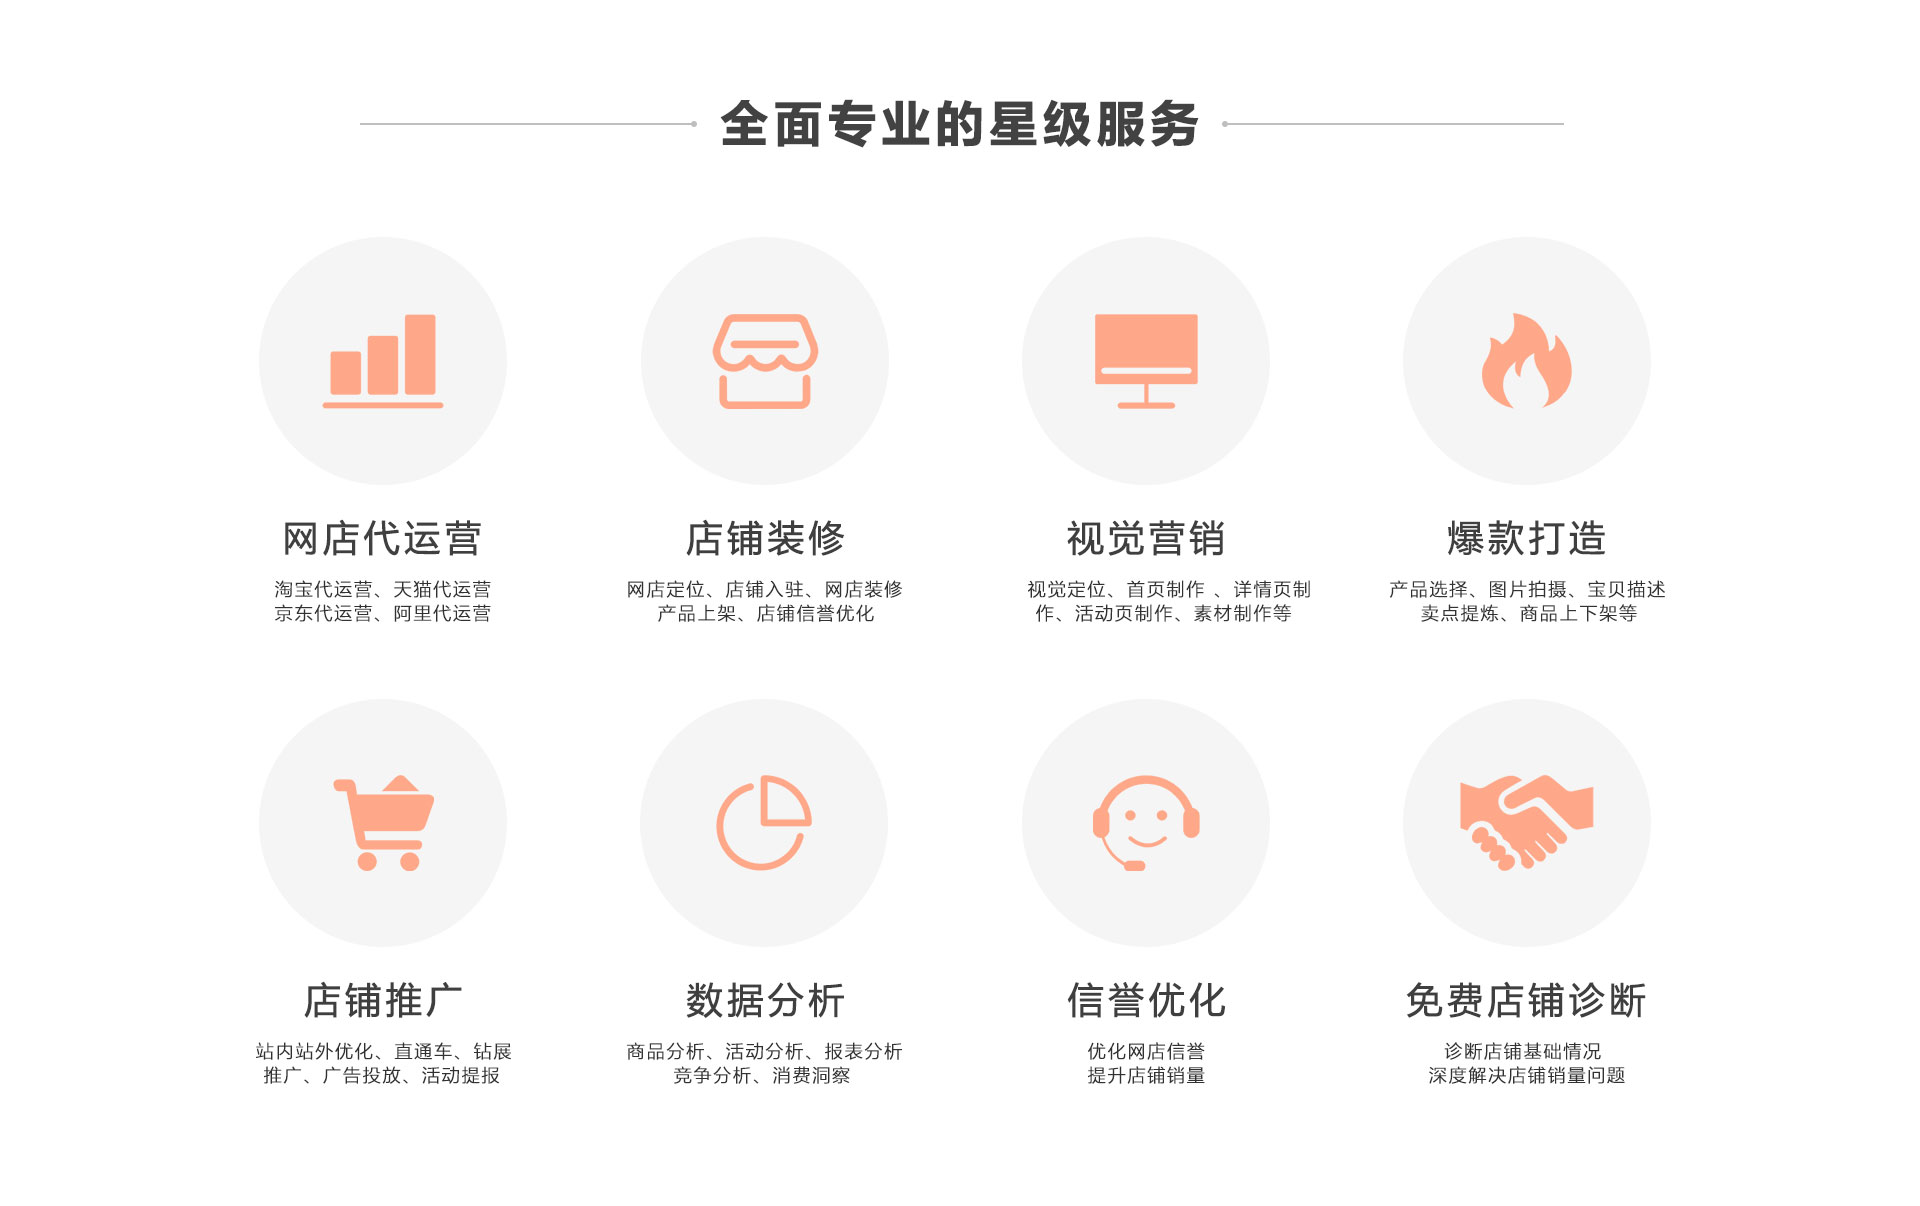 全面专业的星级服务
网店代运营
淘宝代运营、天猫代运营
京东代运营、阿里代运营
店铺装修
网店定位、店铺入驻、网店装修
产品上架、店铺信誉优化
视觉营销
视觉定位、首页制作 、详情页制
作、活动页制作、素材制作等
爆款打造
产品选择、图片拍摄、宝贝描述
卖点提炼、商品上下架等
店铺推广
站内站外优化、直通车、钻展
推广、广告投放、活动提报
数据分析
商品分析、活动分析、报表分析
竞争分析、消费洞察
信誉优化
优化网店信誉
提升店铺销量
免费店铺诊断
诊断店铺基础情况
深度解决店铺销量问题